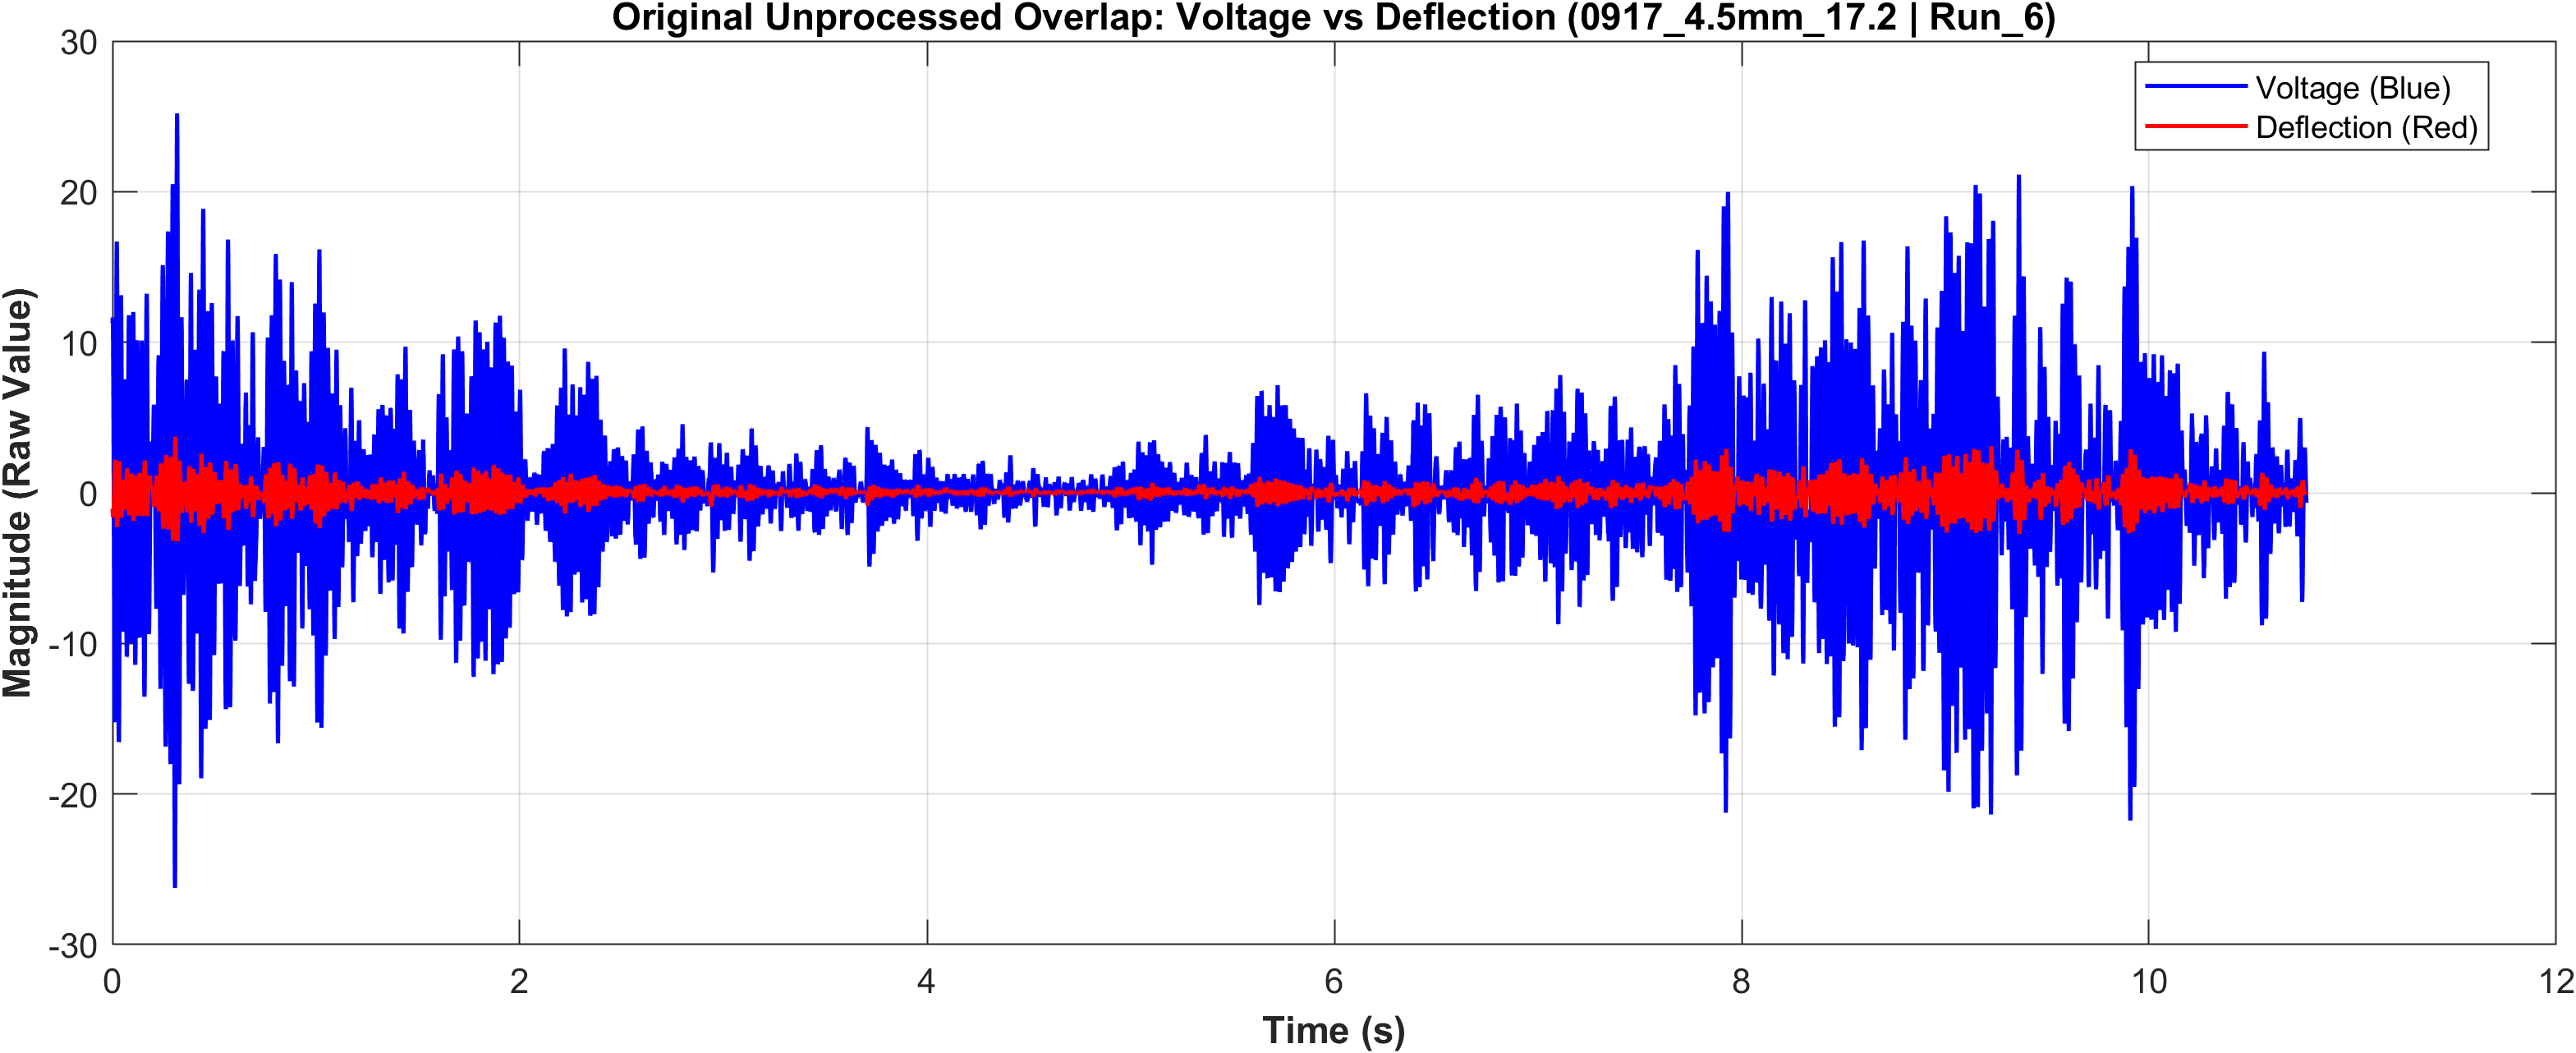 Original Unprocessed Overlap: Voltage vs Deflection (0917_4.5mm_17.2 | Run_6)
Voltage (Blue)
Deflection (Red)
Magnitude (Raw Value)
30
20
10
0
-10
-20
-30
0 2 4 6 8 10 12
Time (s)